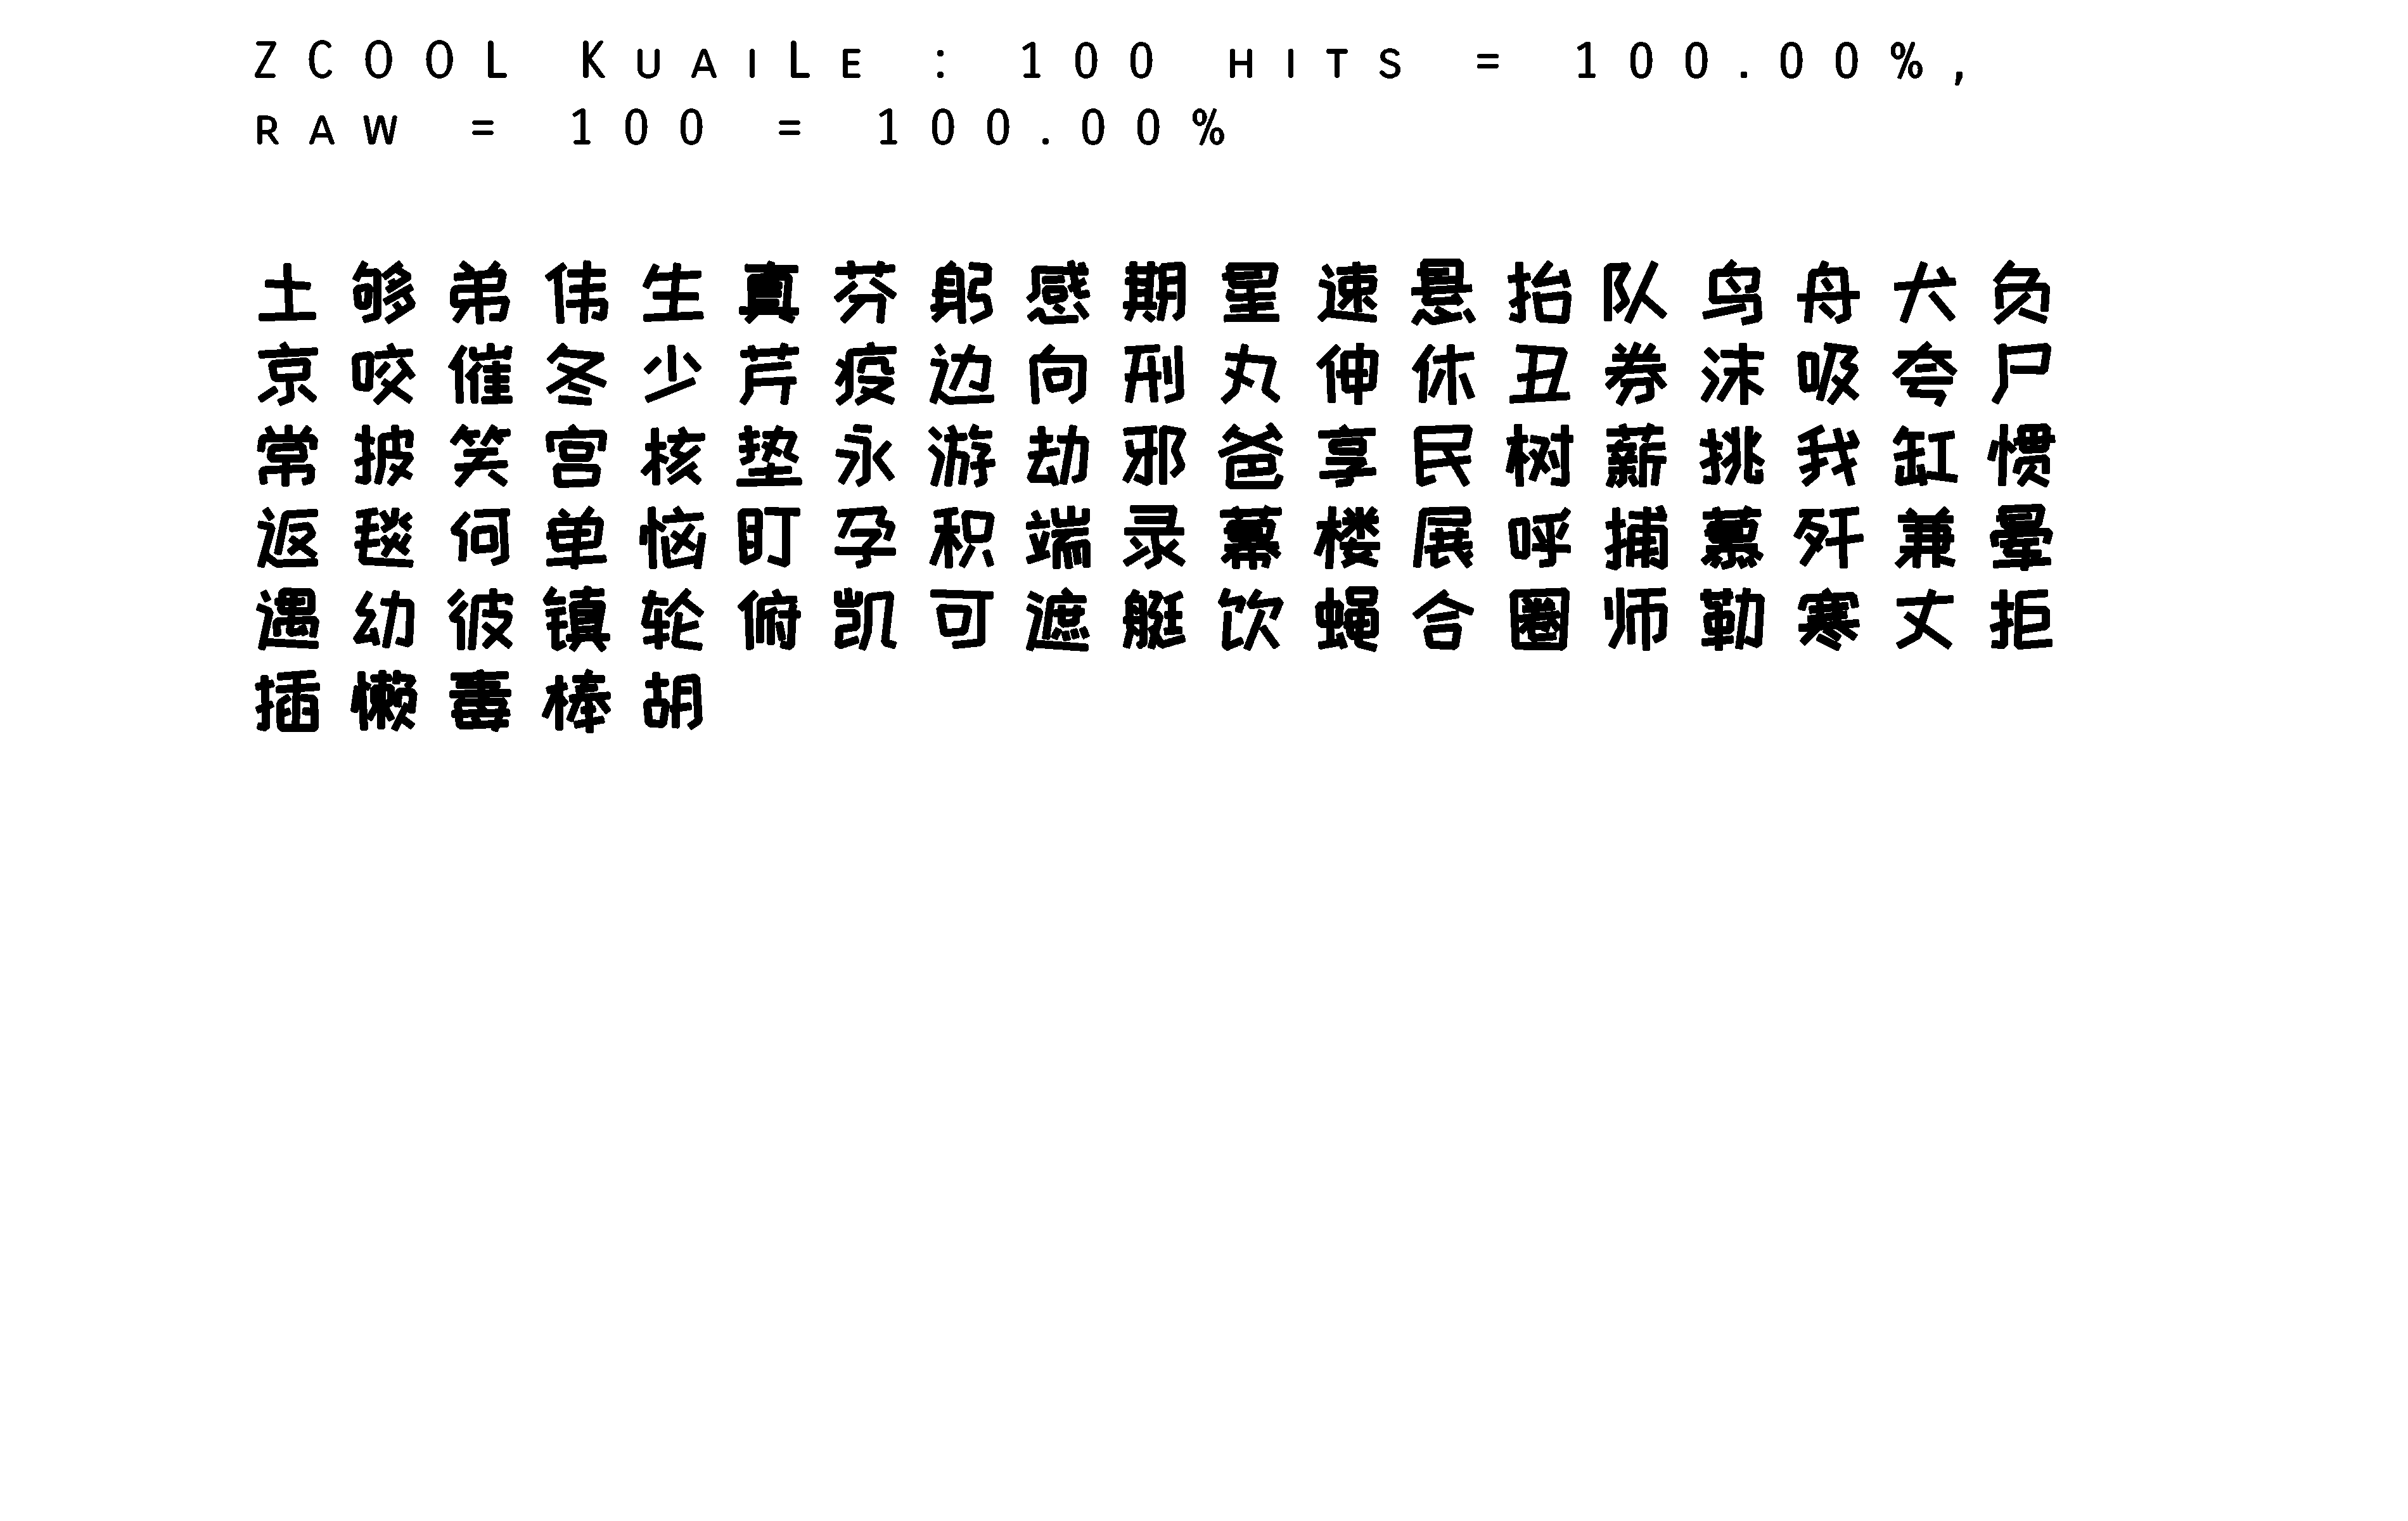 ZCOOL KuaiLe : 100 hits = 100.00%,
raw = 100 = 100.00%
土够弟伟生真芬躬感期星速悬抬队鸟舟犬负
京咬催冬少芹疫边向刑丸伸休丑券沫吸夸尸
常披笑宫核垫永游劫邪爸享民树薪挑我缸惯
返毯何单恼盯孕积端录幕楼展呼捕慕歼兼晕
遇幼彼镇轮俯凯可遮艇饮蝇合圈师勒寒丈拒
插懒毒棒胡